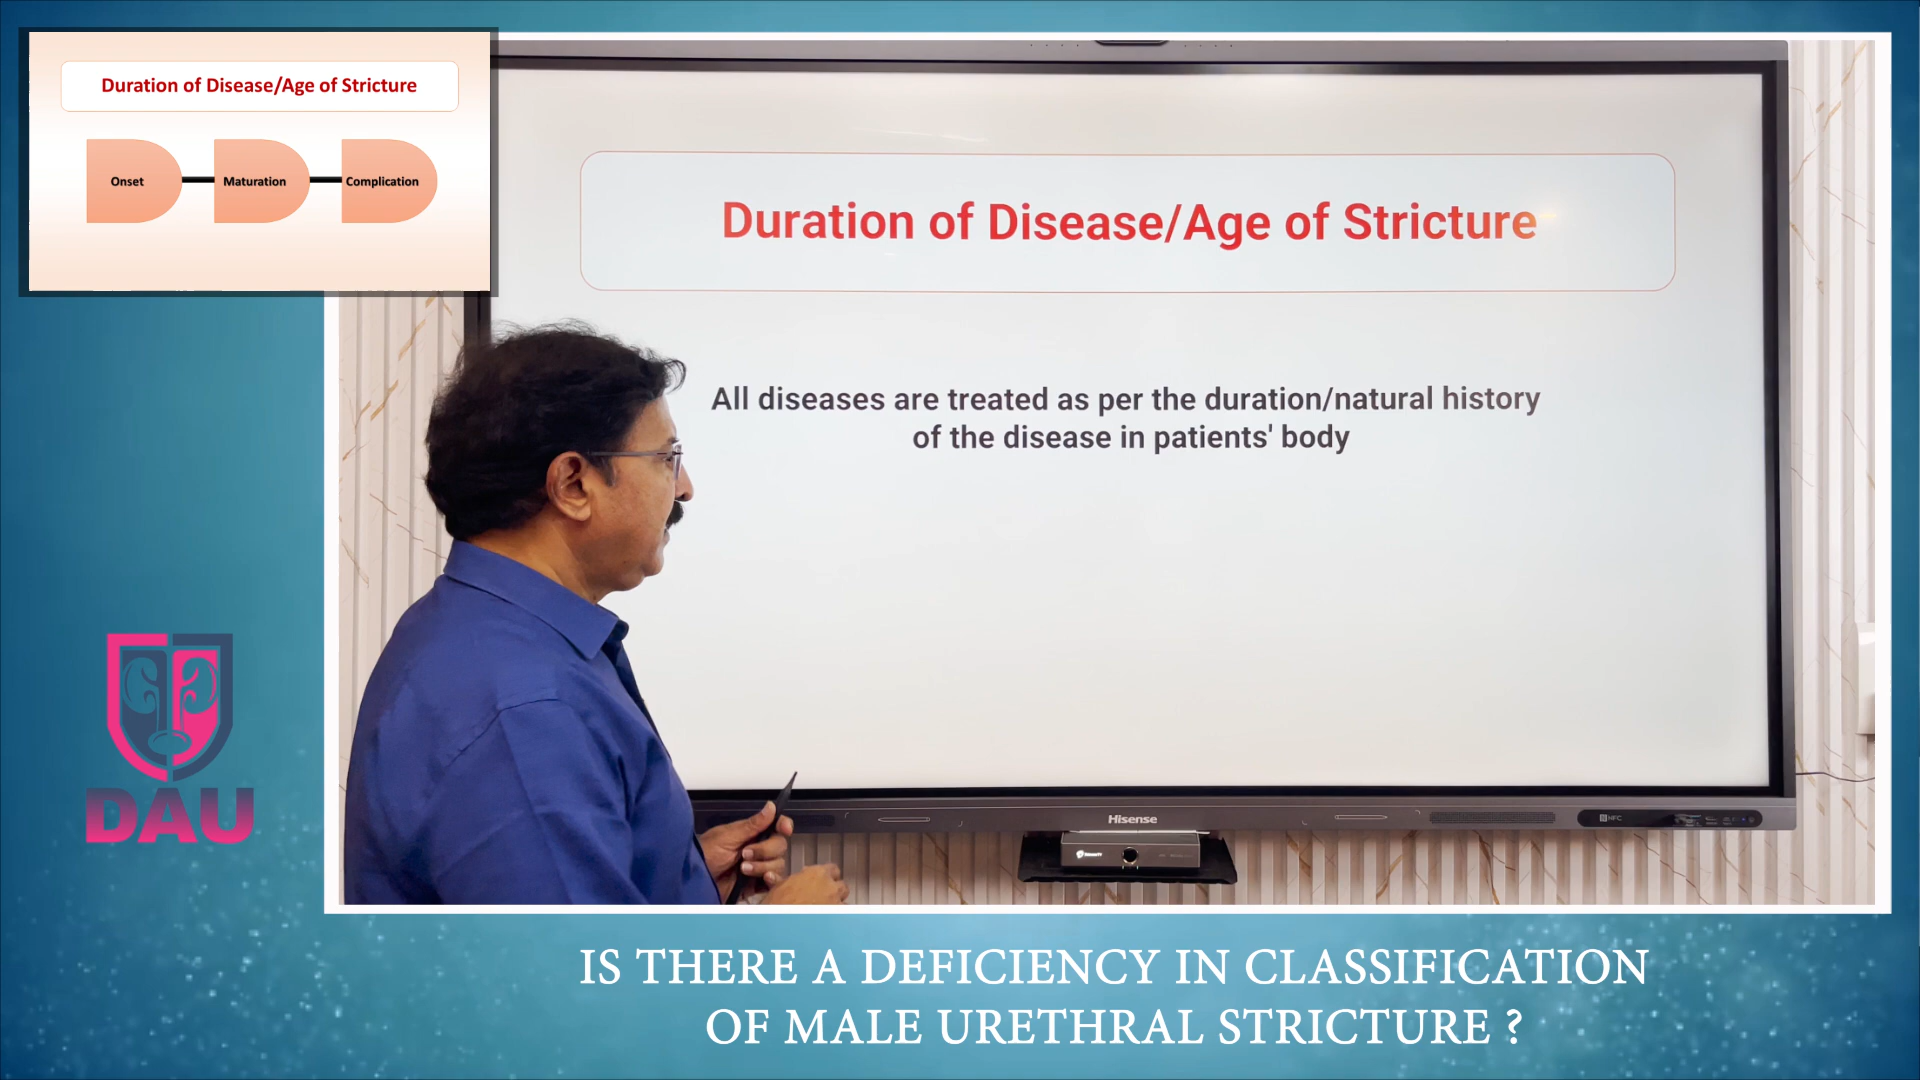 Duration of Disease/Age of Stricture
Onset
Maturation
Complication
Duration of Disease/Age of Stricture
All diseases are treated as per the duration/natural history
of the disease in patients' body
Hisense
NFC
DAU
IS THERE A DEFICIENCY IN CLASSIFICATION
OF MALE URETHRAL STRICTURE ?